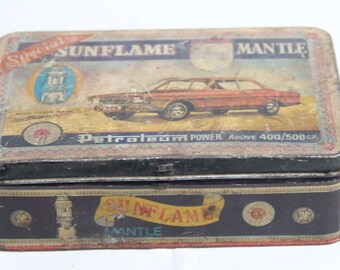 Special
SUNFLAME MANTLE
Petroleum POWER ABOVE 400/500 C.P.
SUNFLAME
MANTLE